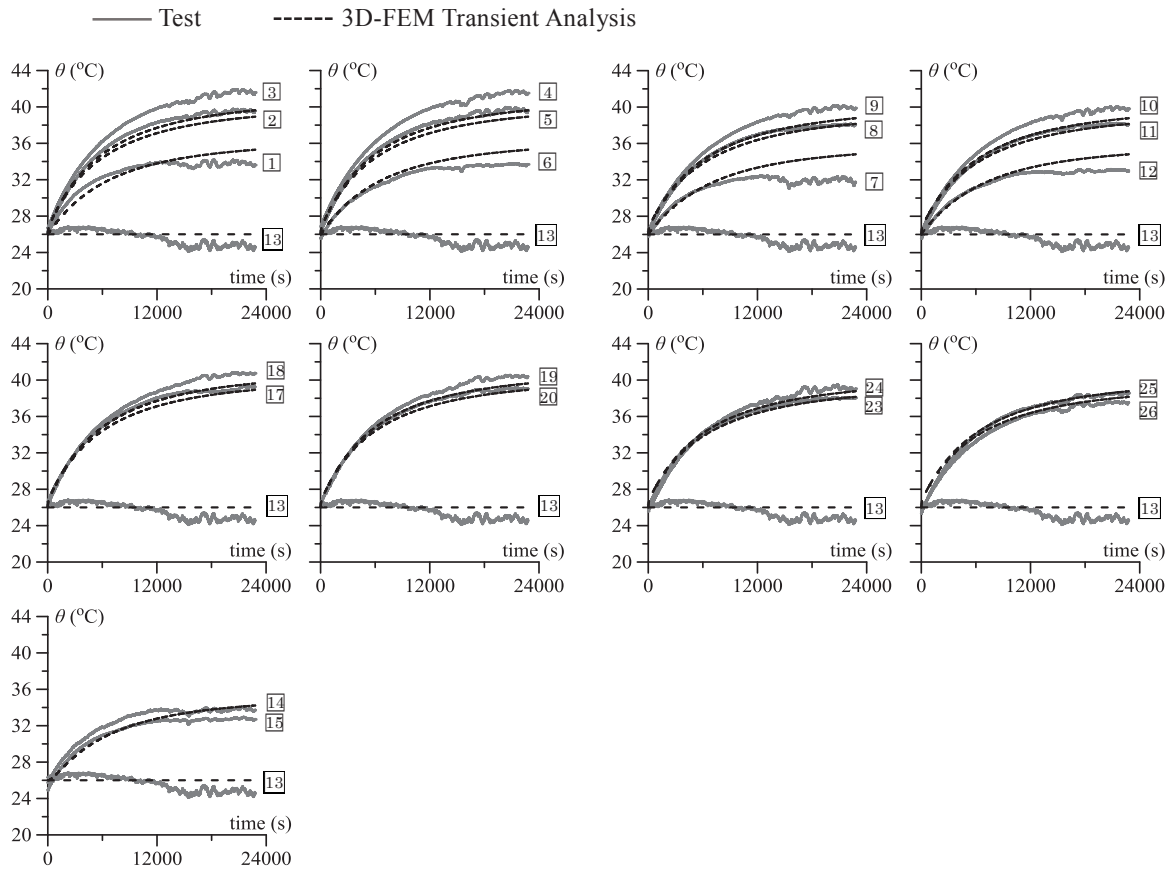 Test 3D-FEM Transient Analysis
44 θ (°C) θ (°C) 44 θ (°C) θ (°C)
3 4 9 10
40 40
2 5 8 11
36 36
1 6 7 12
32 32
28 28
13 13 13 13
24 24
time (s) time (s) time (s) time (s)
20 20
0 12000 24000 0 12000 24000 0 12000 24000 0 12000 24000
44 θ (°C) θ (°C) 44 θ (°C) θ (°C)
18 19 24 25
40 40
17 20 23 26
36 36
32 32
28 28
13 13 13 13
24 24
time (s) time (s) time (s) time (s)
20 20
0 12000 24000 0 12000 24000 0 12000 24000 0 12000 24000
44 θ (°C)
40
36
14
15
32
28
13
24
time (s)
20
0 12000 24000